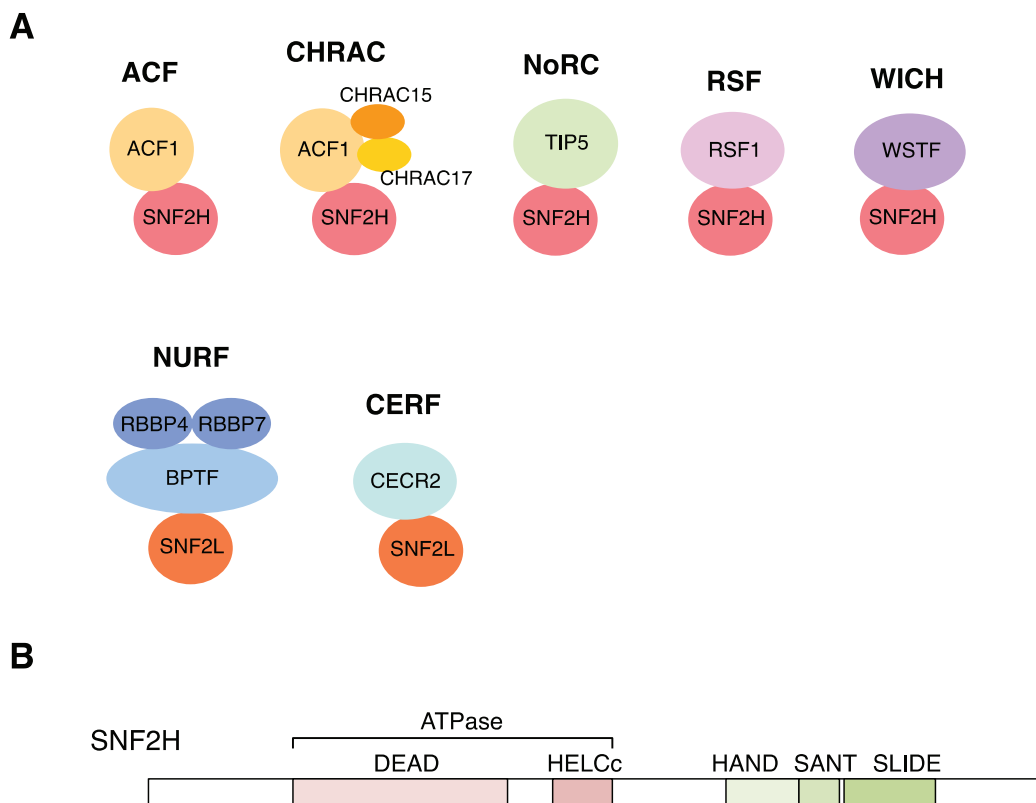 A
ACF
CHRAC
NoRC
RSF
WICH
CHRAC15
ACF1
ACF1
TIP5
RSF1
WSTF
CHRAC17
SNF2H
SNF2H
SNF2H
SNF2H
SNF2H
NURF
CERF
RBBP4
RBBP7
BPTF
CECR2
SNF2L
SNF2L
B
ATPase
SNF2H
DEAD
HELCc
HAND
SANT
SLIDE